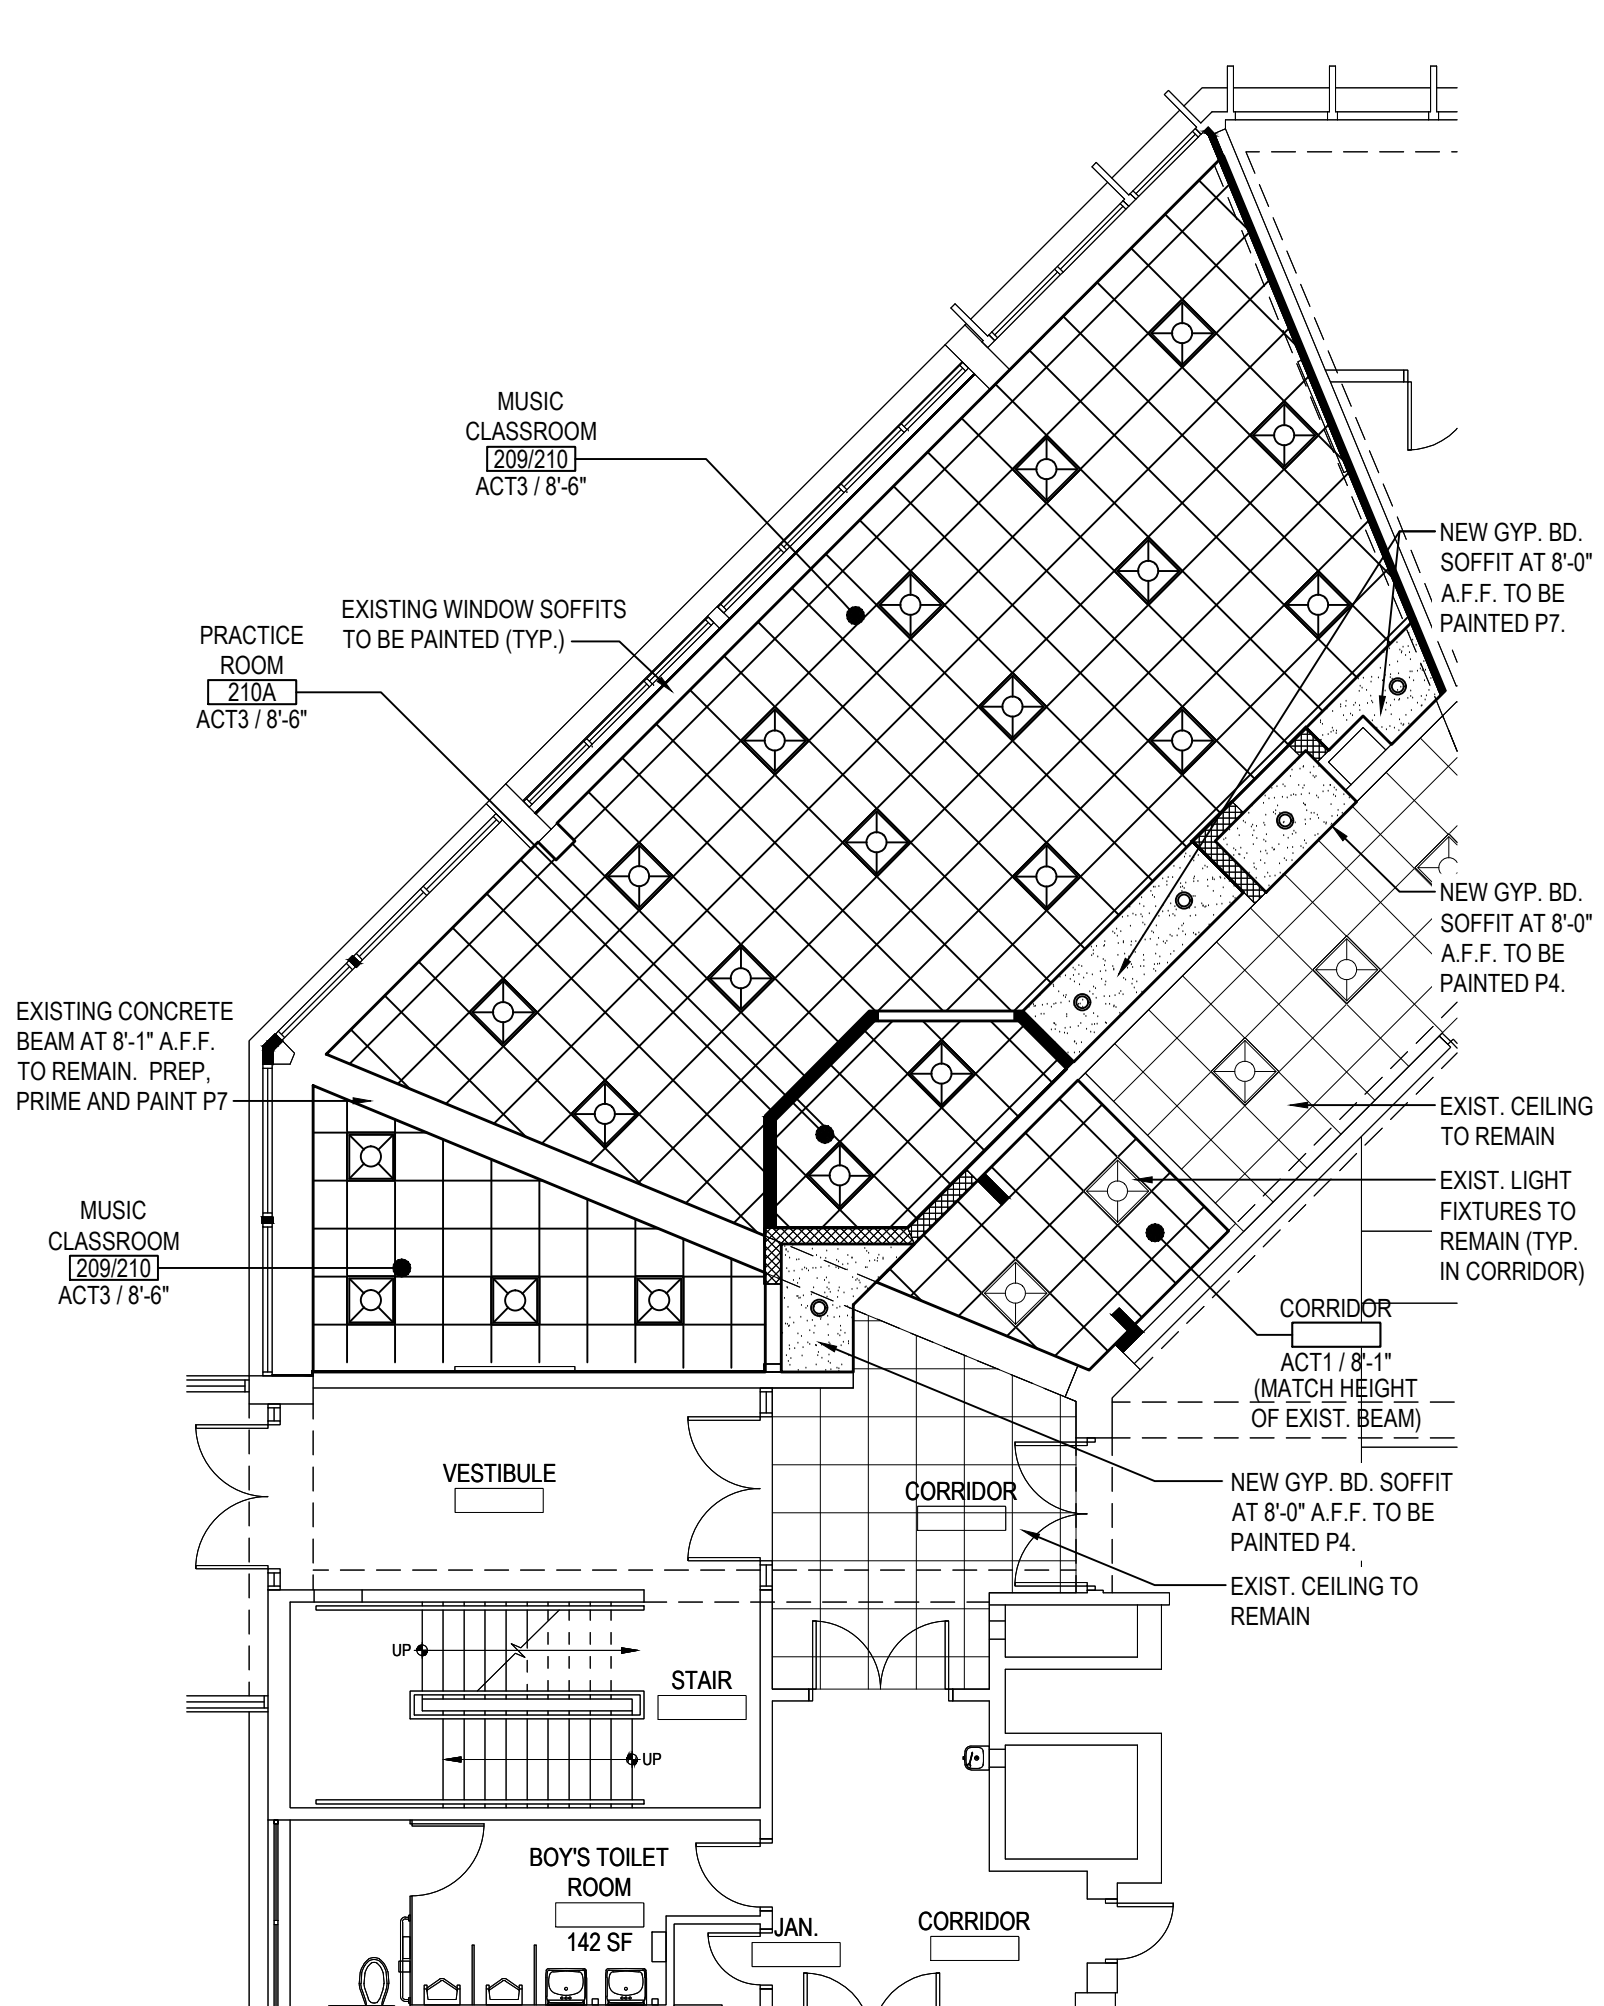 MUSIC
CLASSROOM
209/210
ACT3 / 8'-6"
EXISTING WINDOW SOFFITS
TO BE PAINTED (TYP.)
PRACTICE
ROOM
210A
ACT3 / 8'-6"
NEW GYP. BD.
SOFFIT AT 8'-0"
A.F.F. TO BE
PAINTED P7.
NEW GYP. BD.
SOFFIT AT 8'-0"
A.F.F. TO BE
PAINTED P4.
EXISTING CONCRETE
BEAM AT 8'-1" A.F.F.
TO REMAIN.  PREP,
PRIME AND PAINT P7
EXIST. CEILING
TO REMAIN
EXIST. LIGHT
FIXTURES TO
REMAIN (TYP.
IN CORRIDOR)
MUSIC
CLASSROOM
209/210
ACT3 / 8'-6"
CORRIDOR
ACT1 / 8'-1"
(MATCH HEIGHT
OF EXIST. BEAM)
VESTIBULE
CORRIDOR
NEW GYP. BD. SOFFIT
AT 8'-0" A.F.F. TO BE
PAINTED P4.
EXIST. CEILING TO
REMAIN
UP
STAIR
UP
BOY'S TOILET
ROOM
142 SF
JAN.
CORRIDOR